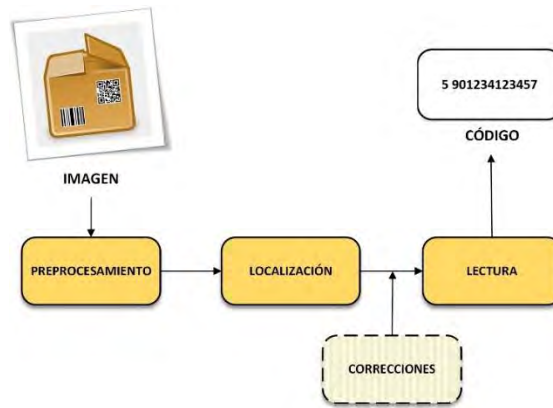 5 901234123457
CÓDIGO
IMAGEN
PREPROCESAMIENTO
LOCALIZACIÓN
LECTURA
CORRECCIONES